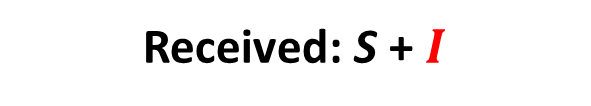 Received: S + I